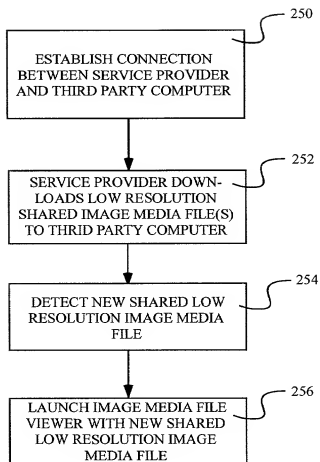 250
ESTABLISH CONNECTION
BETWEEN SERVICE PROVIDER
AND THIRD PARTY COMPUTER
252
SERVICE PROVIDER DOWN-
LOADS LOW RESOLUTION
SHARED IMAGE MEDIA FILE(S)
TO THRID PARTY COMPUTER
254
DETECT NEW SHARED LOW
RESOLUTION IMAGE MEDIA
FILE
256
LAUNCH IMAGE MEDIA FILE
VIEWER WITH NEW SHARED
LOW RESOLUTION IMAGE
MEDIA FILE